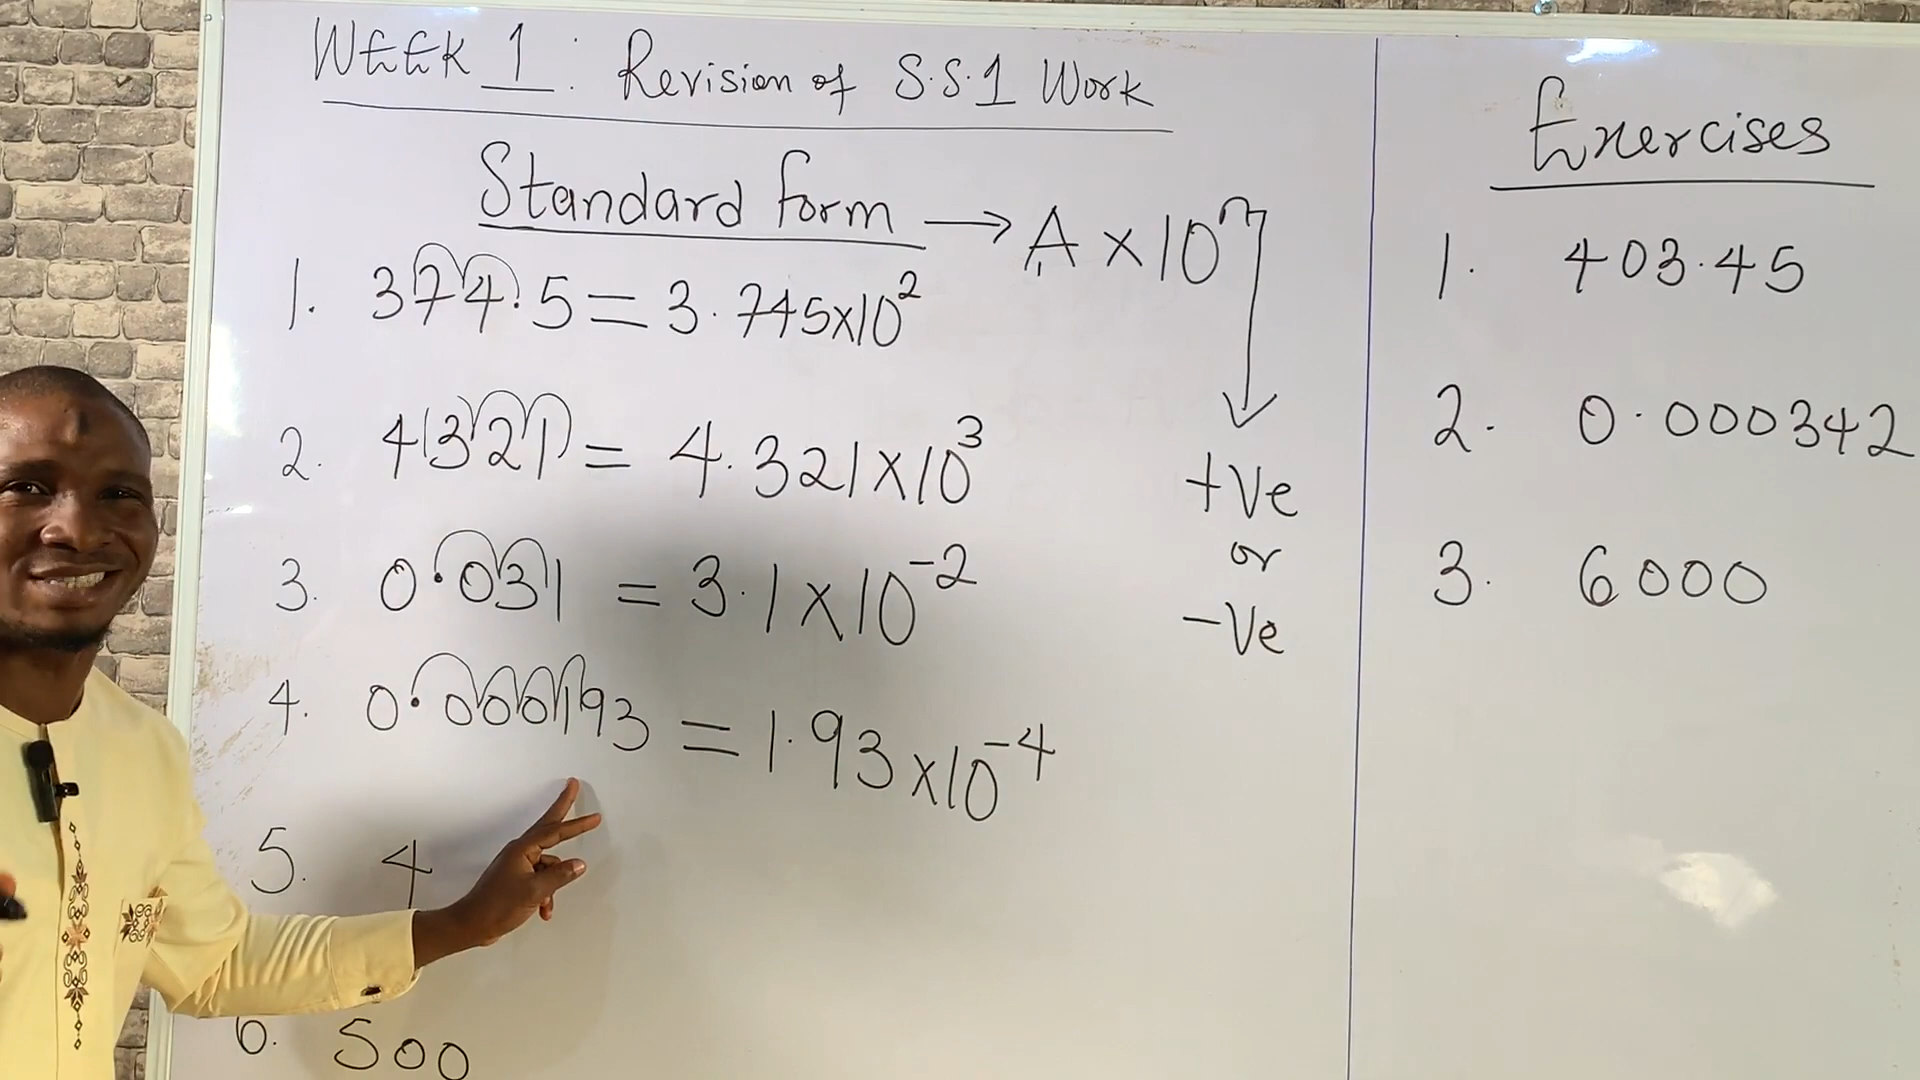 WEEK 1 : Revision of S.S.1 Work
Standard form → A × 10ⁿ
+Ve
or
-Ve
1. 374.5 = 3.745×10²
2. 4321 = 4.321×10³
3. 0.031 = 3.1×10⁻²
4. 0.000193 = 1.93×10⁻⁴
5. 4
6. 500
Exercises
1. 403.45
2. 0.000342
3. 6000